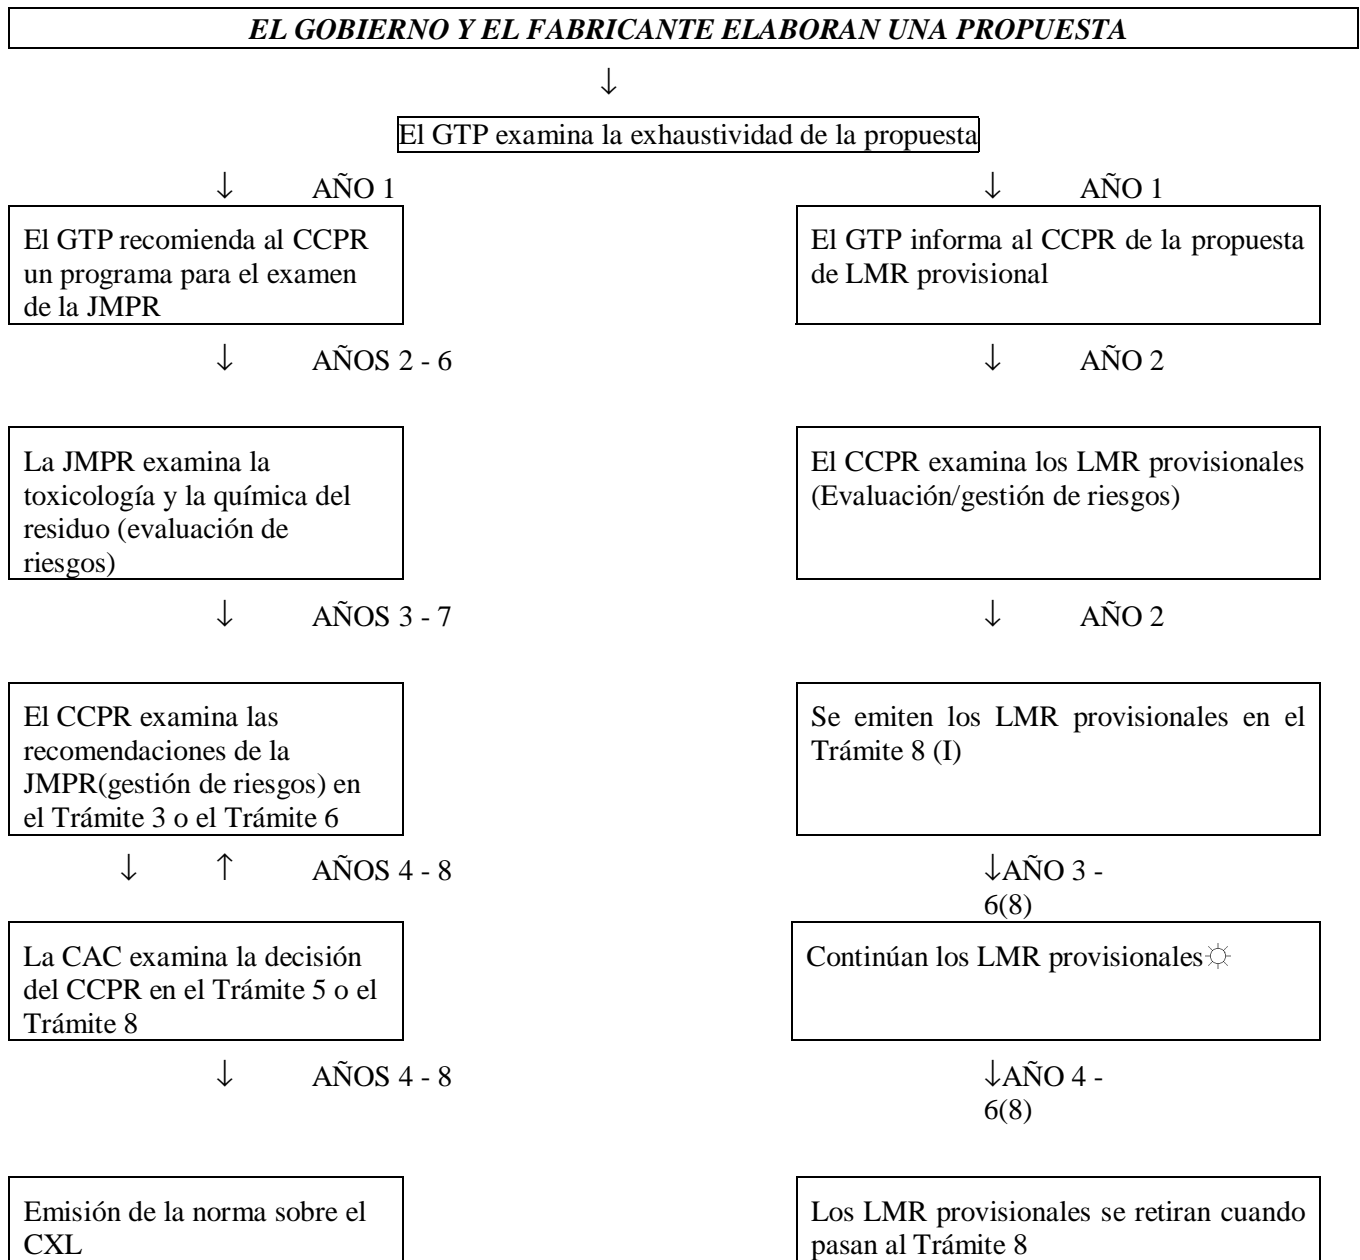 EL GOBIERNO Y EL FABRICANTE ELABORAN UNA PROPUESTA
↓
El GTP examina la exhaustividad de la propuesta
↓ AÑO 1
↓ AÑO 1
El GTP recomienda al CCPR
un programa para el examen
de la JMPR
El GTP informa al CCPR de la propuesta
de LMR provisional
↓ AÑOS 2 - 6
↓ AÑO 2
La JMPR examina la
toxicología y la química del
residuo (evaluación de
riesgos)
El CCPR examina los LMR provisionales
(Evaluación/gestión de riesgos)
↓ AÑOS 3 - 7
↓ AÑO 2
El CCPR examina las
recomendaciones de la
JMPR(gestión de riesgos) en
el Trámite 3 o el Trámite 6
Se emiten los LMR provisionales en el
Trámite 8 (I)
↓ ↑ AÑOS 4 - 8
↓AÑO 3 -
6(8)
La CAC examina la decisión
del CCPR en el Trámite 5 o el
Trámite 8
Continúan los LMR provisionales☼
↓ AÑOS 4 - 8
↓AÑO 4 -
6(8)
Emisión de la norma sobre el
CXL
Los LMR provisionales se retiran cuando
pasan al Trámite 8